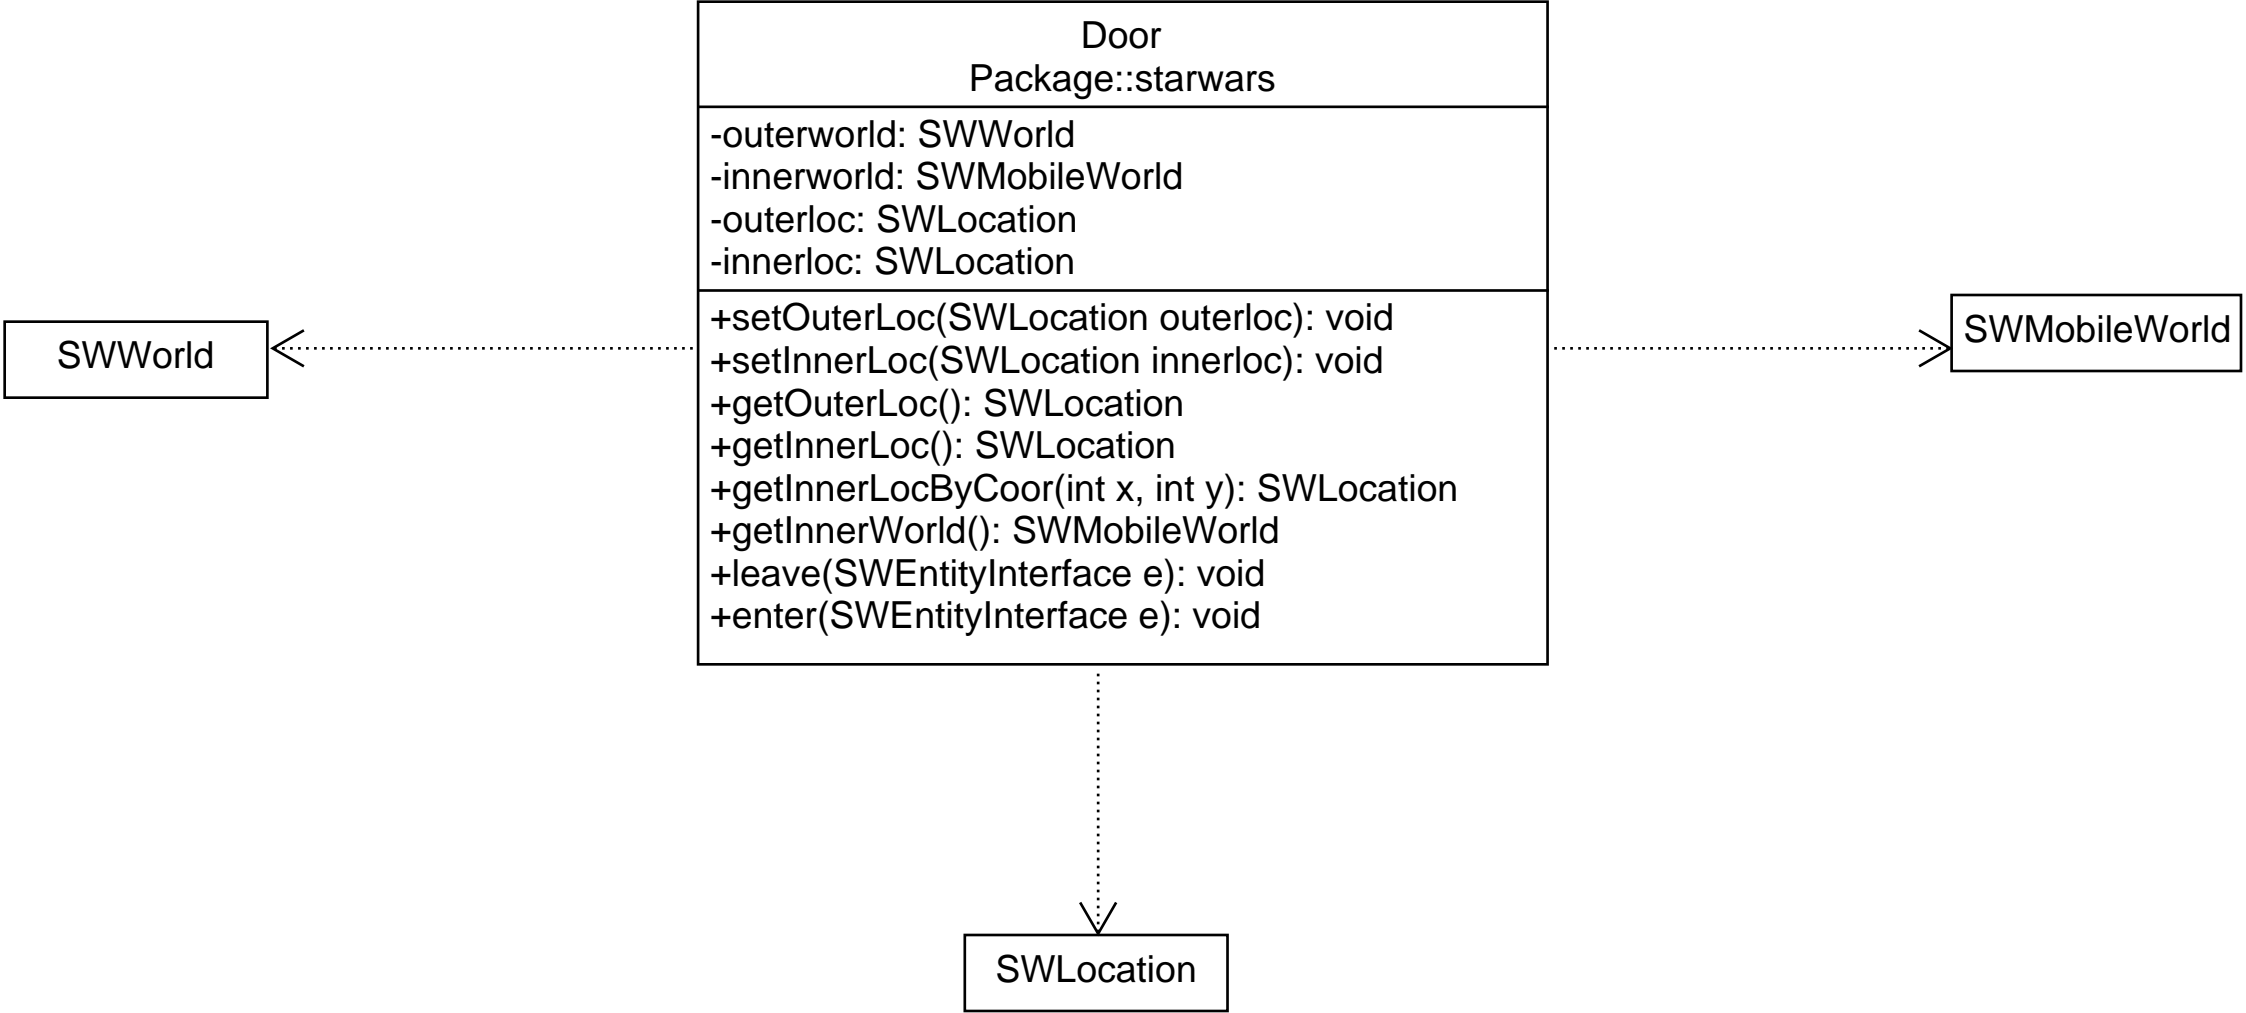 Door
Package::starwars
-outerworld: SWWorld
-innerworld: SWMobileWorld
-outerloc: SWLocation
-innerloc: SWLocation
+setOuterLoc(SWLocation outerloc): void
+setInnerLoc(SWLocation innerloc): void
+getOuterLoc(): SWLocation
+getInnerLoc(): SWLocation
+getInnerLocByCoor(int x, int y): SWLocation
+getInnerWorld(): SWMobileWorld
+leave(SWEntityInterface e): void
+enter(SWEntityInterface e): void
SWWorld
SWMobileWorld
SWLocation